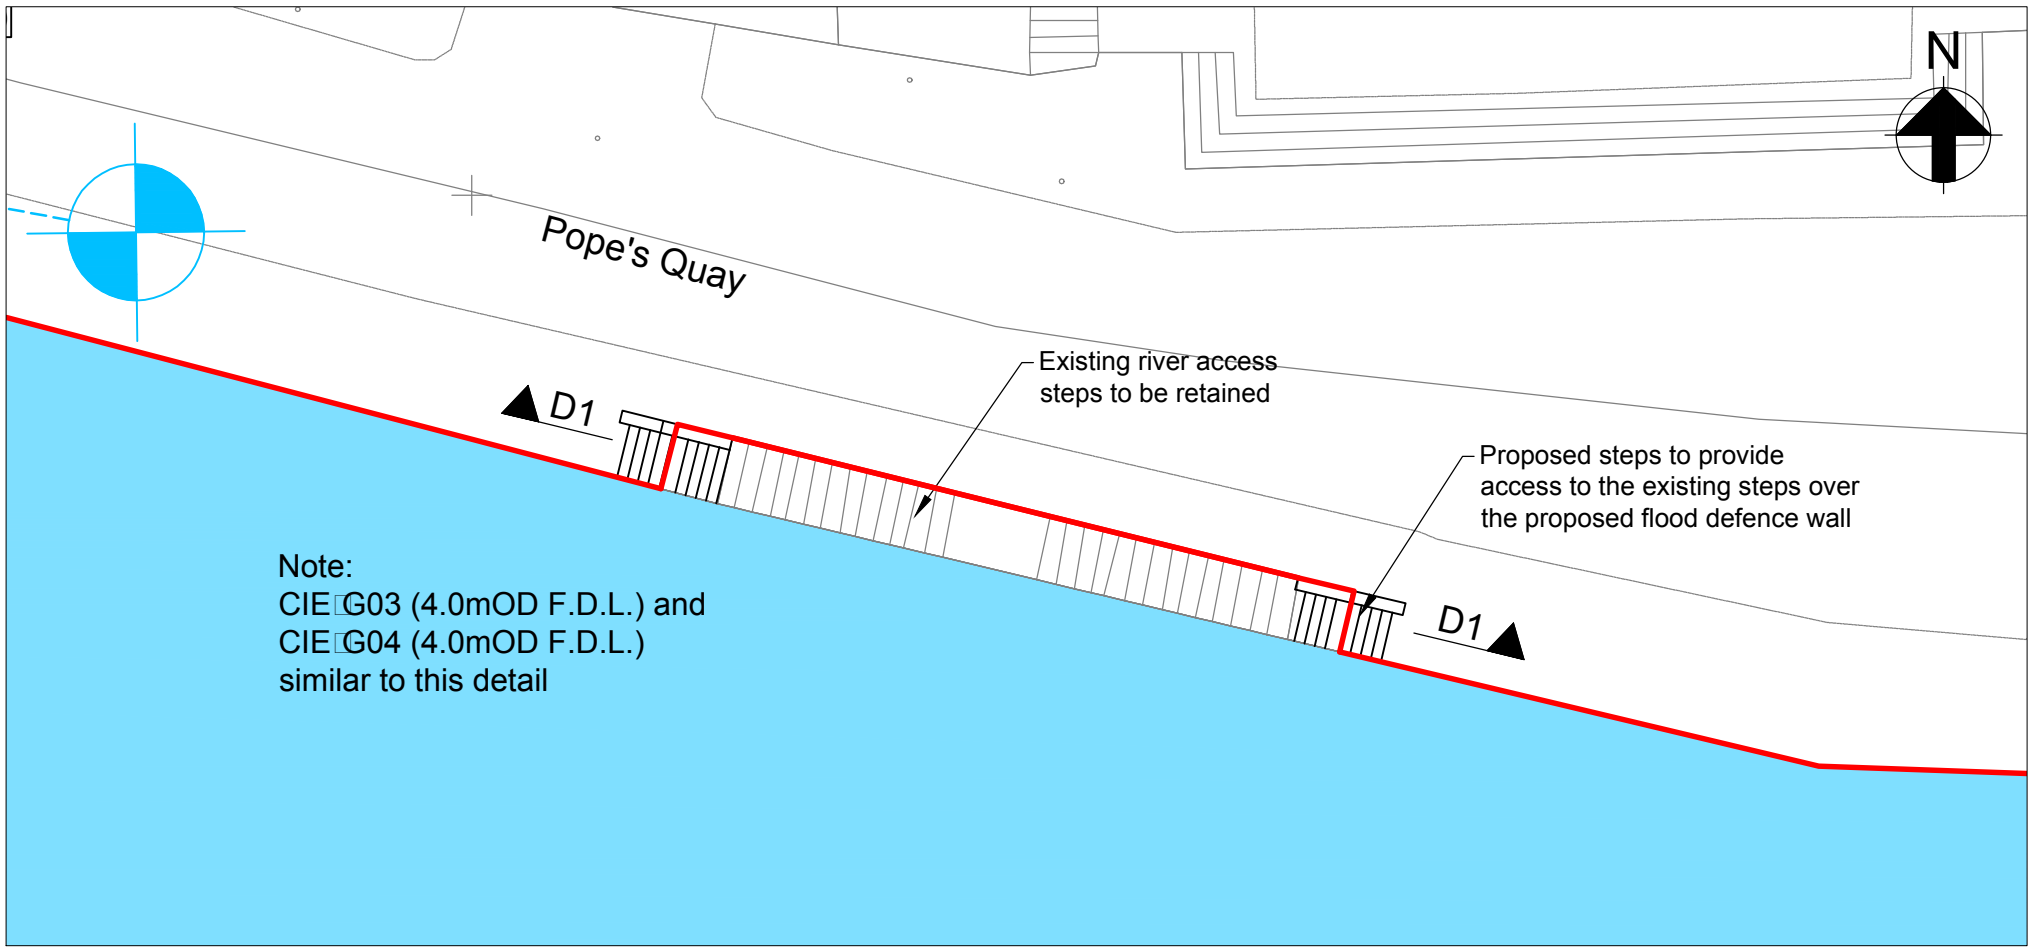 N
Pope's Quay
Existing river access
steps to be retained
D1
Proposed steps to provide
access to the existing steps over
the proposed flood defence wall
D1
Note:
CIE□G03 (4.0mOD F.D.L.) and
CIE□G04 (4.0mOD F.D.L.)
similar to this detail